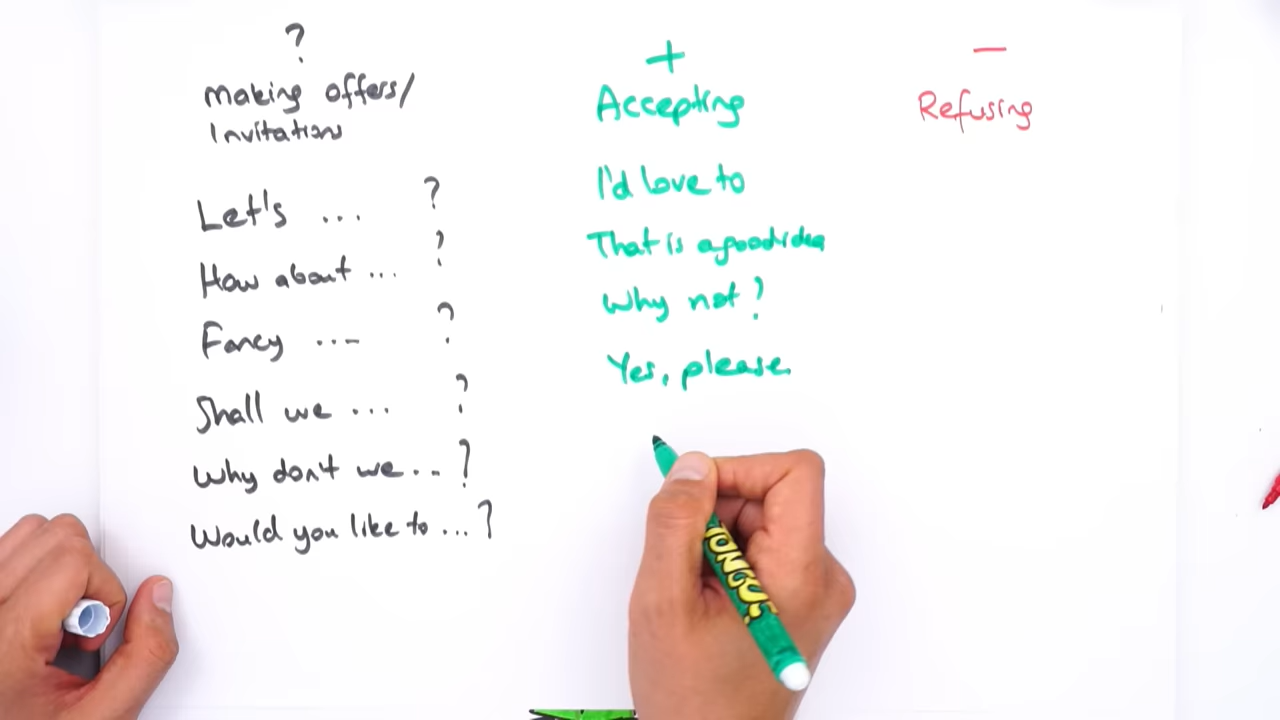 ?
Making offers/
Invitations
Let's ... ?
How about ... ?
Fancy .... ?
Shall we ... ?
Why don't we ... ?
Would you like to ... ?
+
Accepting
I'd love to
That is a good idea
Why not?
Yes, please.
−
Refusing